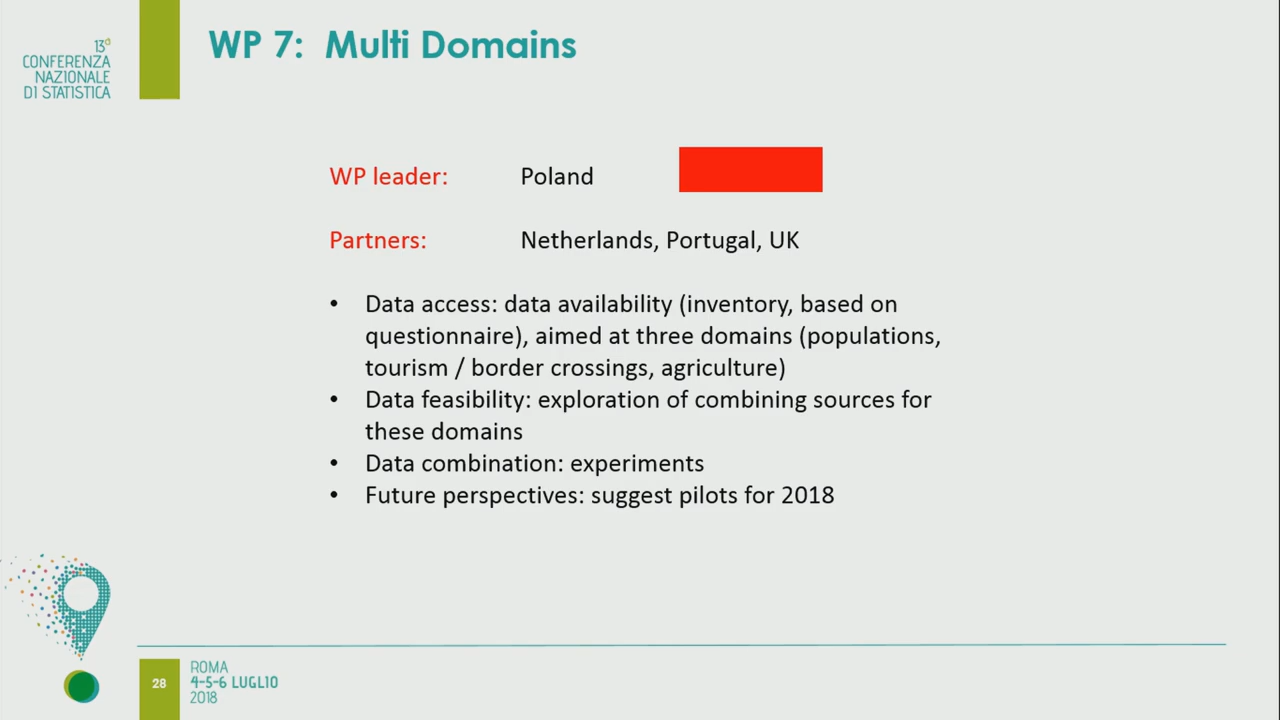 13°
CONFERENZA
NAZIONALE
DI STATISTICA
WP 7: Multi Domains
WP leader: Poland
Partners: Netherlands, Portugal, UK
• Data access: data availability (inventory, based on
questionnaire), aimed at three domains (populations,
tourism / border crossings, agriculture)
• Data feasibility: exploration of combining sources for
these domains
• Data combination: experiments
• Future perspectives: suggest pilots for 2018
28
ROMA
4-5-6 LUGLIO
2018